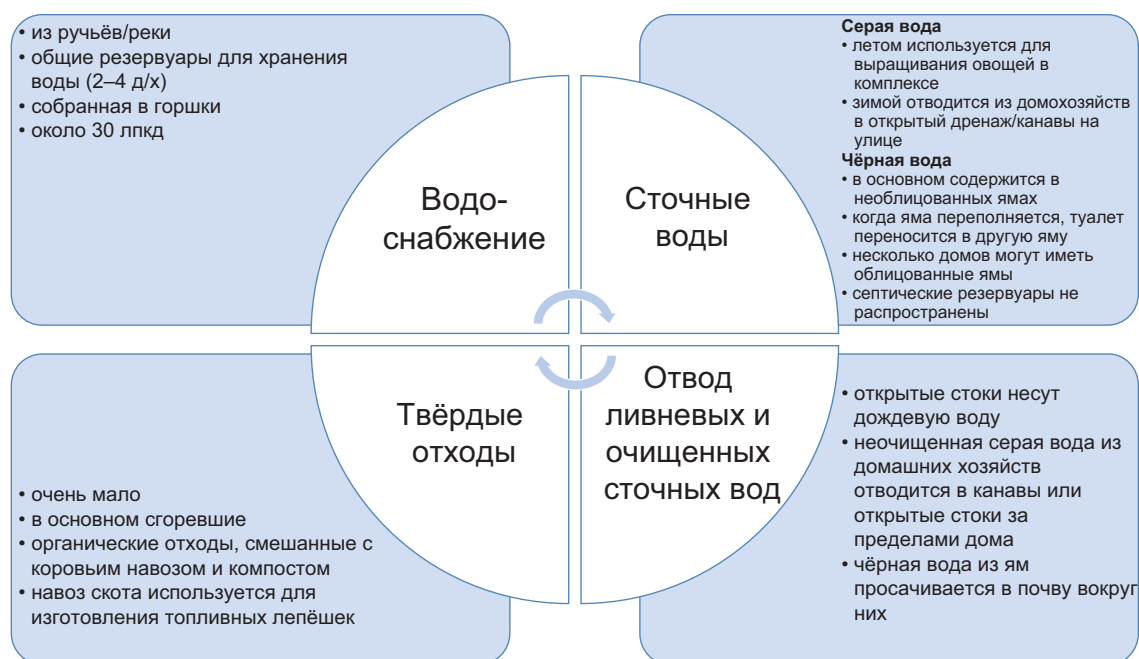 • из ручьёв/реки
• общие резервуары для хранения
воды (2–4 д/х)
• собранная в горшки
• около 30 лпкд
Водо-
снабжение
Серая вода
• летом используется для
выращивания овощей в
комплексе
• зимой отводится из домохозяйств
в открытый дренаж/канавы на
улице
Чёрная вода
• в основном содержится в
необлицованных ямах
• когда яма переполняется, туалет
переносится в другую яму
• несколько домов могут иметь
облицованные ямы
• септические резервуары не
распространены
Сточные
воды
Твёрдые
отходы
• очень мало
• в основном сгоревшие
• органические отходы, смешанные с
коровьим навозом и компостом
• навоз скота используется для
изготовления топливных лепёшек
Отвод
ливневых и
очищенных
сточных вод
• открытые стоки несут
дождевую воду
• неочищенная серая вода из
домашних хозяйств
отводится в канавы или
открытые стоки за
пределами дома
• чёрная вода из ям
просачивается в почву вокруг
них